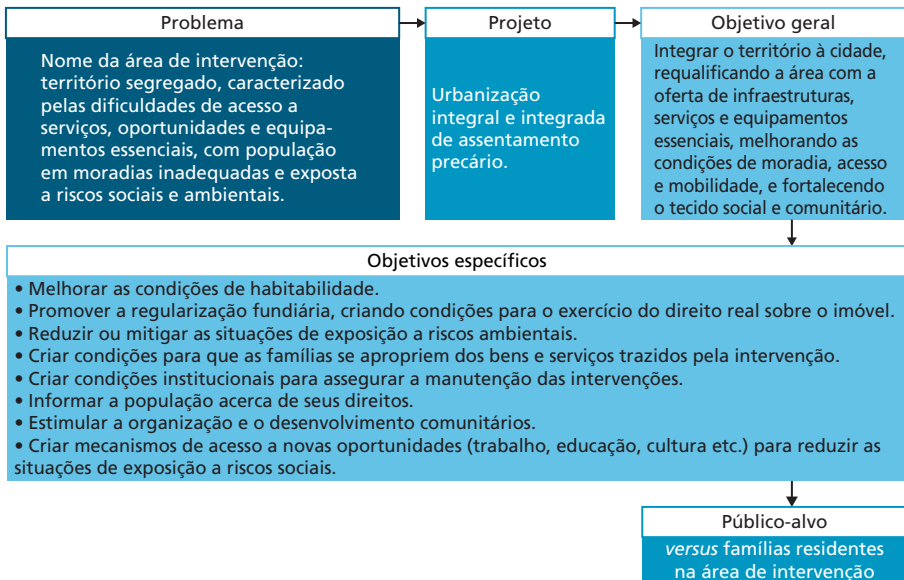 Problema
Nome da área de intervenção:
território segregado, caracterizado
pelas dificuldades de acesso a
serviços, oportunidades e equipa-
mentos essenciais, com população
em moradias inadequadas e exposta
a riscos sociais e ambientais.
Projeto
Urbanização
integral e integrada
de assentamento
precário.
Objetivo geral
Integrar o território à cidade,
requalificando a área com a
oferta de infraestruturas,
serviços e equipamentos
essenciais, melhorando as
condições de moradia, acesso
e mobilidade, e fortalecendo
o tecido social e comunitário.
Objetivos específicos
• Melhorar as condições de habitabilidade.
• Promover a regularização fundiária, criando condições para o exercício do direito real sobre o imóvel.
• Reduzir ou mitigar as situações de exposição a riscos ambientais.
• Criar condições para que as famílias se apropriem dos bens e serviços trazidos pela intervenção.
• Criar condições institucionais para assegurar a manutenção das intervenções.
• Informar a população acerca de seus direitos.
• Estimular a organização e o desenvolvimento comunitários.
• Criar mecanismos de acesso a novas oportunidades (trabalho, educação, cultura etc.) para reduzir as
situações de exposição a riscos sociais.
Público-alvo
versus famílias residentes
na área de intervenção